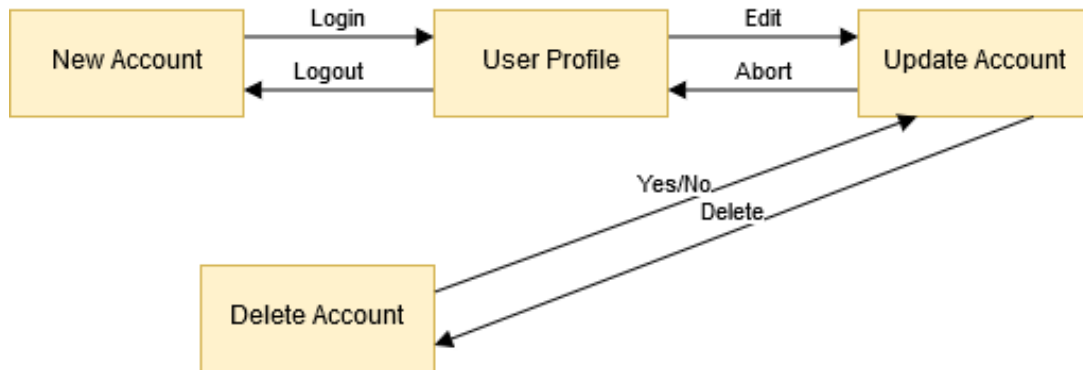 Login
Edit
New Account
User Profile
Update Account
Logout
Abort
Yes/No
Delete
Delete Account